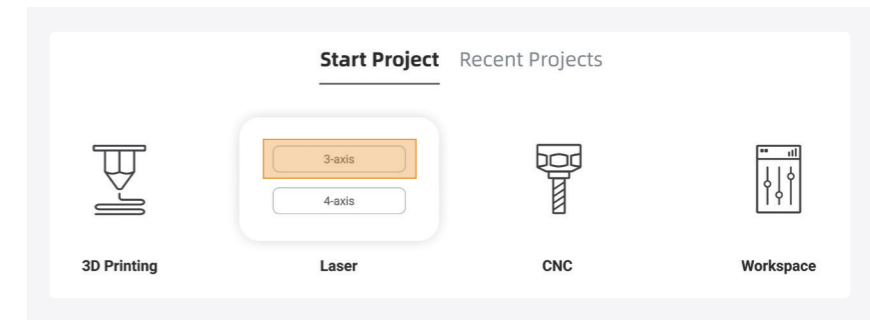 Start Project Recent Projects
3-axis
4-axis
3D Printing Laser CNC Workspace